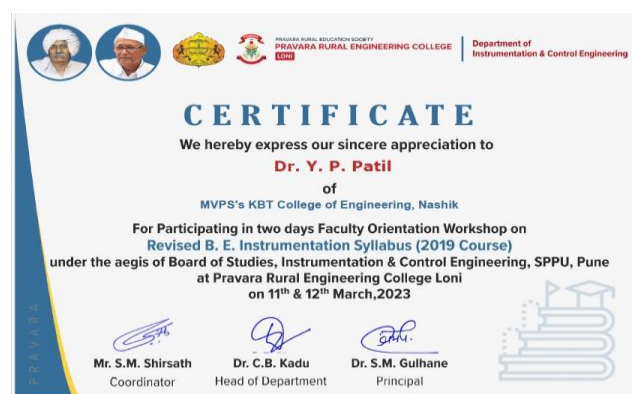 PRAVARA RURAL EDUCATION SOCIETY
PRAVARA RURAL ENGINEERING COLLEGE
LONI
Department of
Instrumentation & Control Engineering
CERTIFICATE
We hereby express our sincere appreciation to
Dr. Y. P. Patil
of
MVPS's KBT College of Engineering, Nashik
For Participating in two days Faculty Orientation Workshop on
Revised B. E. Instrumentation Syllabus (2019 Course)
under the aegis of Board of Studies, Instrumentation & Control Engineering, SPPU, Pune
at Pravara Rural Engineering College Loni
on 11th & 12th March,2023
PRAVARA
Mr. S.M. Shirsath
Coordinator
Dr. C.B. Kadu
Head of Department
Dr. S.M. Gulhane
Principal